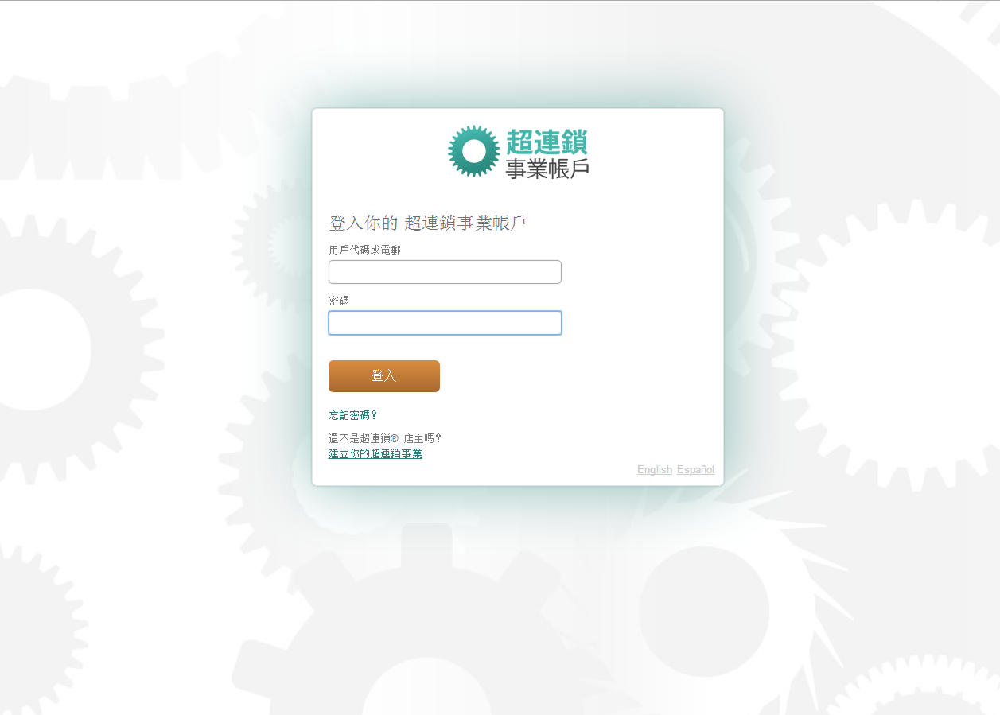 超連鎖
事業帳戶
登入你的 超連鎖事業帳戶
用戶代碼或電郵
密碼
登入
忘記密碼?
還不是超連鎖® 店主嗎?
建立你的超連鎖事業
English Español